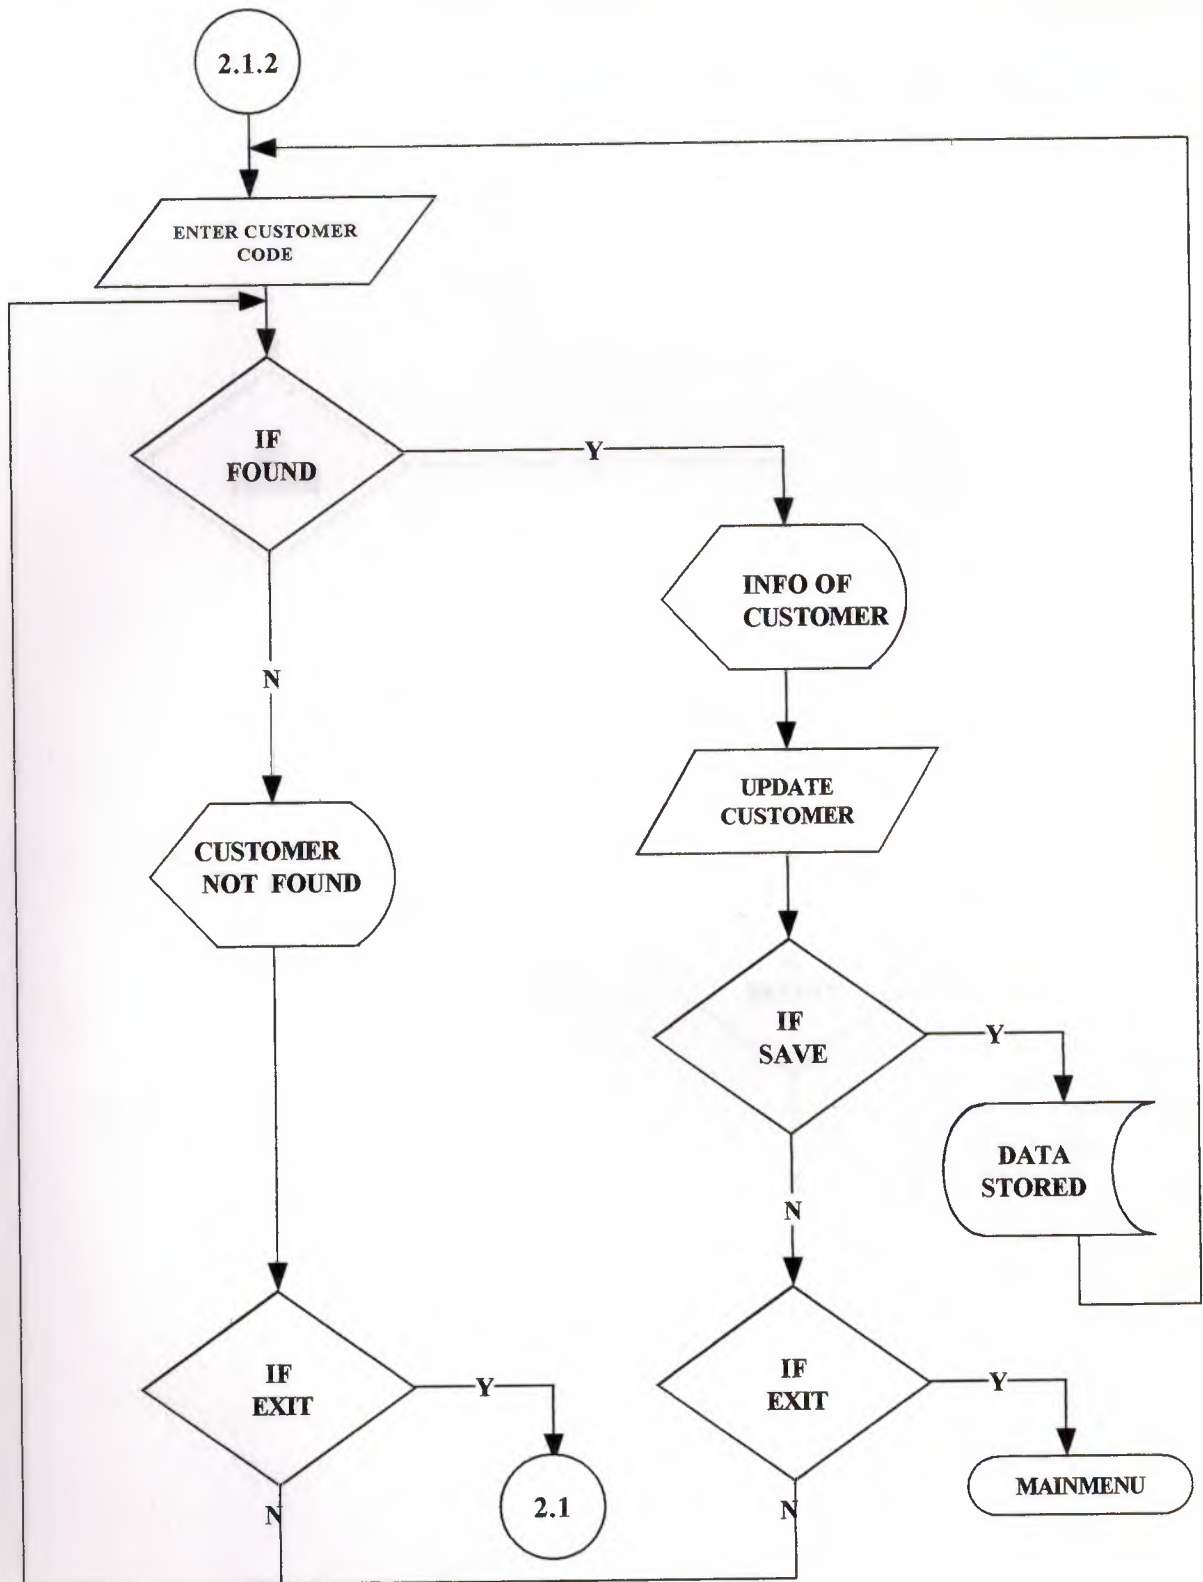 2.1.2
ENTER CUSTOMER
CODE
IF
FOUND
Y
N
INFO OF
CUSTOMER
UPDATE
CUSTOMER
CUSTOMER
NOT FOUND
IF
SAVE
Y
N
DATA
STORED
IF
EXIT
Y
N
2.1
IF
EXIT
Y
N
MAINMENU